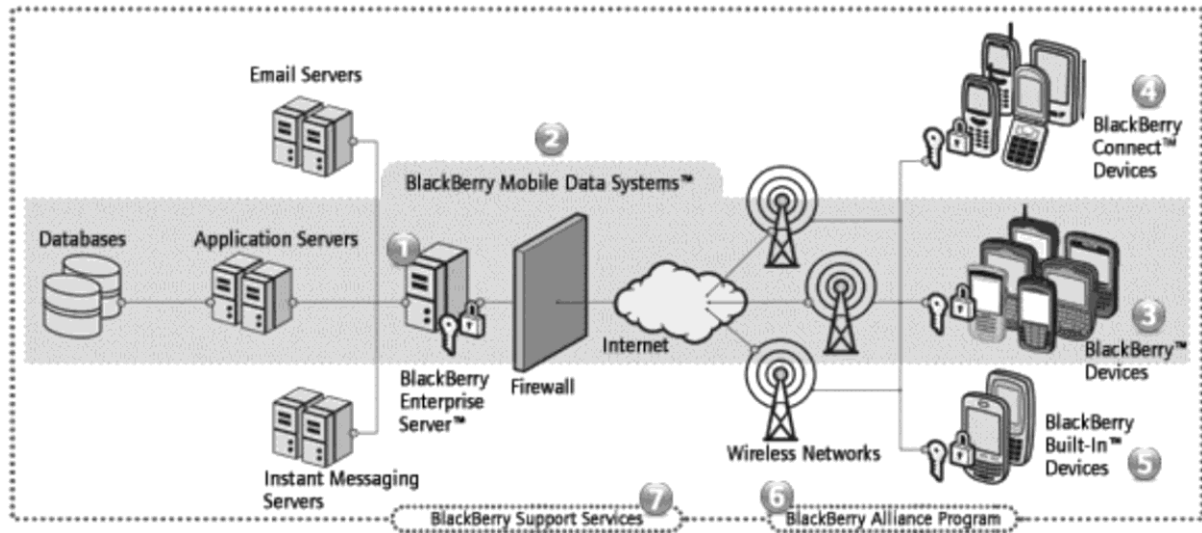 Email Servers
2
BlackBerry Mobile Data Systems™
4
BlackBerry
Connect™
Devices
Databases
Application Servers
1
BlackBerry
Enterprise
Server™
Firewall
Internet
3
BlackBerry™
Devices
Instant Messaging
Servers
Wireless Networks
BlackBerry
Built-In™
Devices
5
BlackBerry Support Services
7
6
BlackBerry Alliance Program